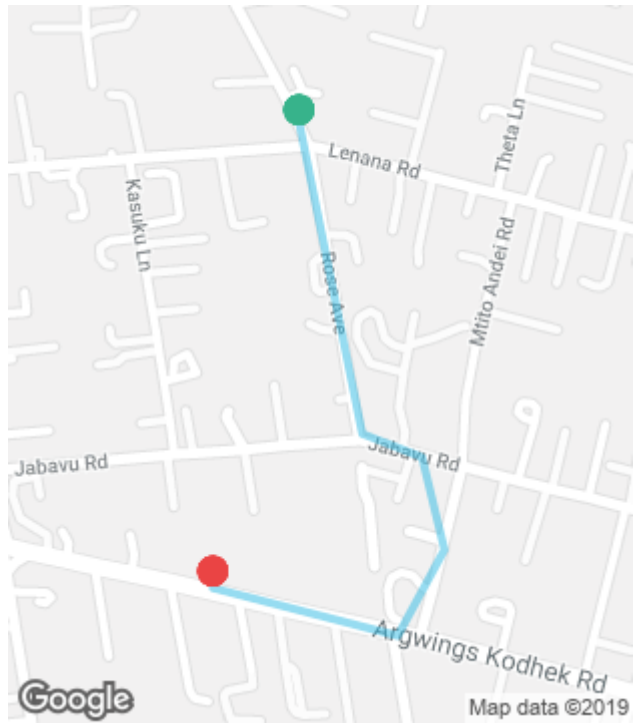 Lenana Rd
Theta Ln
Kasuku Ln
Mtito Andei Rd
Rose Ave
Jabavu Rd
Jabavu Rd
Argwings Kodhek Rd
Google
Map data ©2019